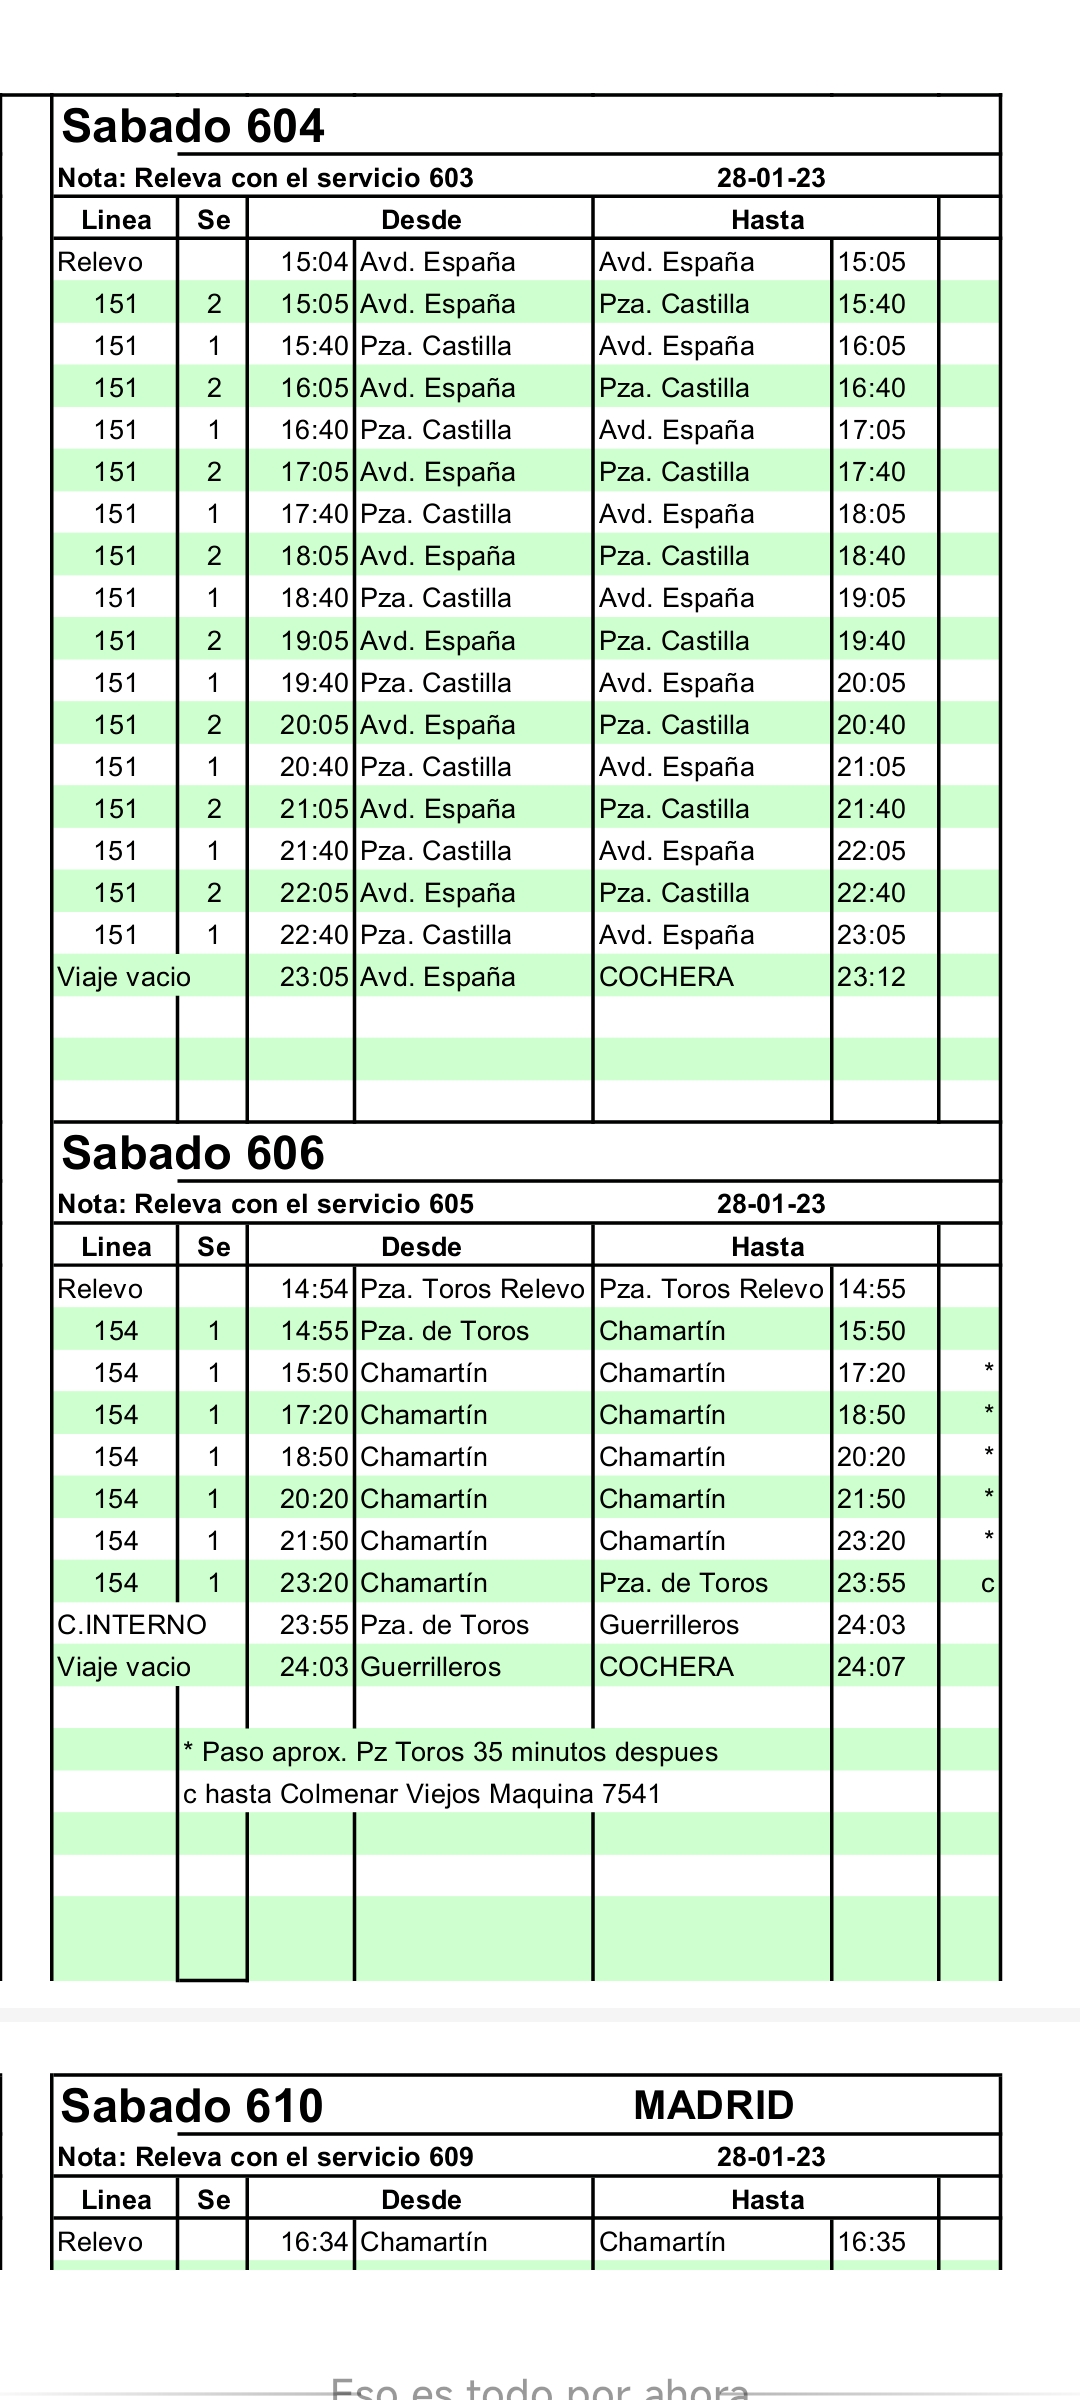 Sabado 604
Nota: Releva con el servicio 603 28-01-23
Linea Se Desde Hasta
Relevo 15:04 Avd. España Avd. España 15:05
151 2 15:05 Avd. España Pza. Castilla 15:40
151 1 15:40 Pza. Castilla Avd. España 16:05
151 2 16:05 Avd. España Pza. Castilla 16:40
151 1 16:40 Pza. Castilla Avd. España 17:05
151 2 17:05 Avd. España Pza. Castilla 17:40
151 1 17:40 Pza. Castilla Avd. España 18:05
151 2 18:05 Avd. España Pza. Castilla 18:40
151 1 18:40 Pza. Castilla Avd. España 19:05
151 2 19:05 Avd. España Pza. Castilla 19:40
151 1 19:40 Pza. Castilla Avd. España 20:05
151 2 20:05 Avd. España Pza. Castilla 20:40
151 1 20:40 Pza. Castilla Avd. España 21:05
151 2 21:05 Avd. España Pza. Castilla 21:40
151 1 21:40 Pza. Castilla Avd. España 22:05
151 2 22:05 Avd. España Pza. Castilla 22:40
151 1 22:40 Pza. Castilla Avd. España 23:05
Viaje vacio 23:05 Avd. España COCHERA 23:12
Sabado 606
Nota: Releva con el servicio 605 28-01-23
Linea Se Desde Hasta
Relevo 14:54 Pza. Toros Relevo Pza. Toros Relevo 14:55
154 1 14:55 Pza. de Toros Chamartín 15:50
154 1 15:50 Chamartín Chamartín 17:20 *
154 1 17:20 Chamartín Chamartín 18:50 *
154 1 18:50 Chamartín Chamartín 20:20 *
154 1 20:20 Chamartín Chamartín 21:50 *
154 1 21:50 Chamartín Chamartín 23:20 *
154 1 23:20 Chamartín Pza. de Toros 23:55 c
C.INTERNO 23:55 Pza. de Toros Guerrilleros 24:03
Viaje vacio 24:03 Guerrilleros COCHERA 24:07
* Paso aprox. Pz Toros 35 minutos despues
c hasta Colmenar Viejos Maquina 7541
Sabado 610 MADRID
Nota: Releva con el servicio 609 28-01-23
Linea Se Desde Hasta
Relevo 16:34 Chamartín Chamartín 16:35
Eso es todo por ahora